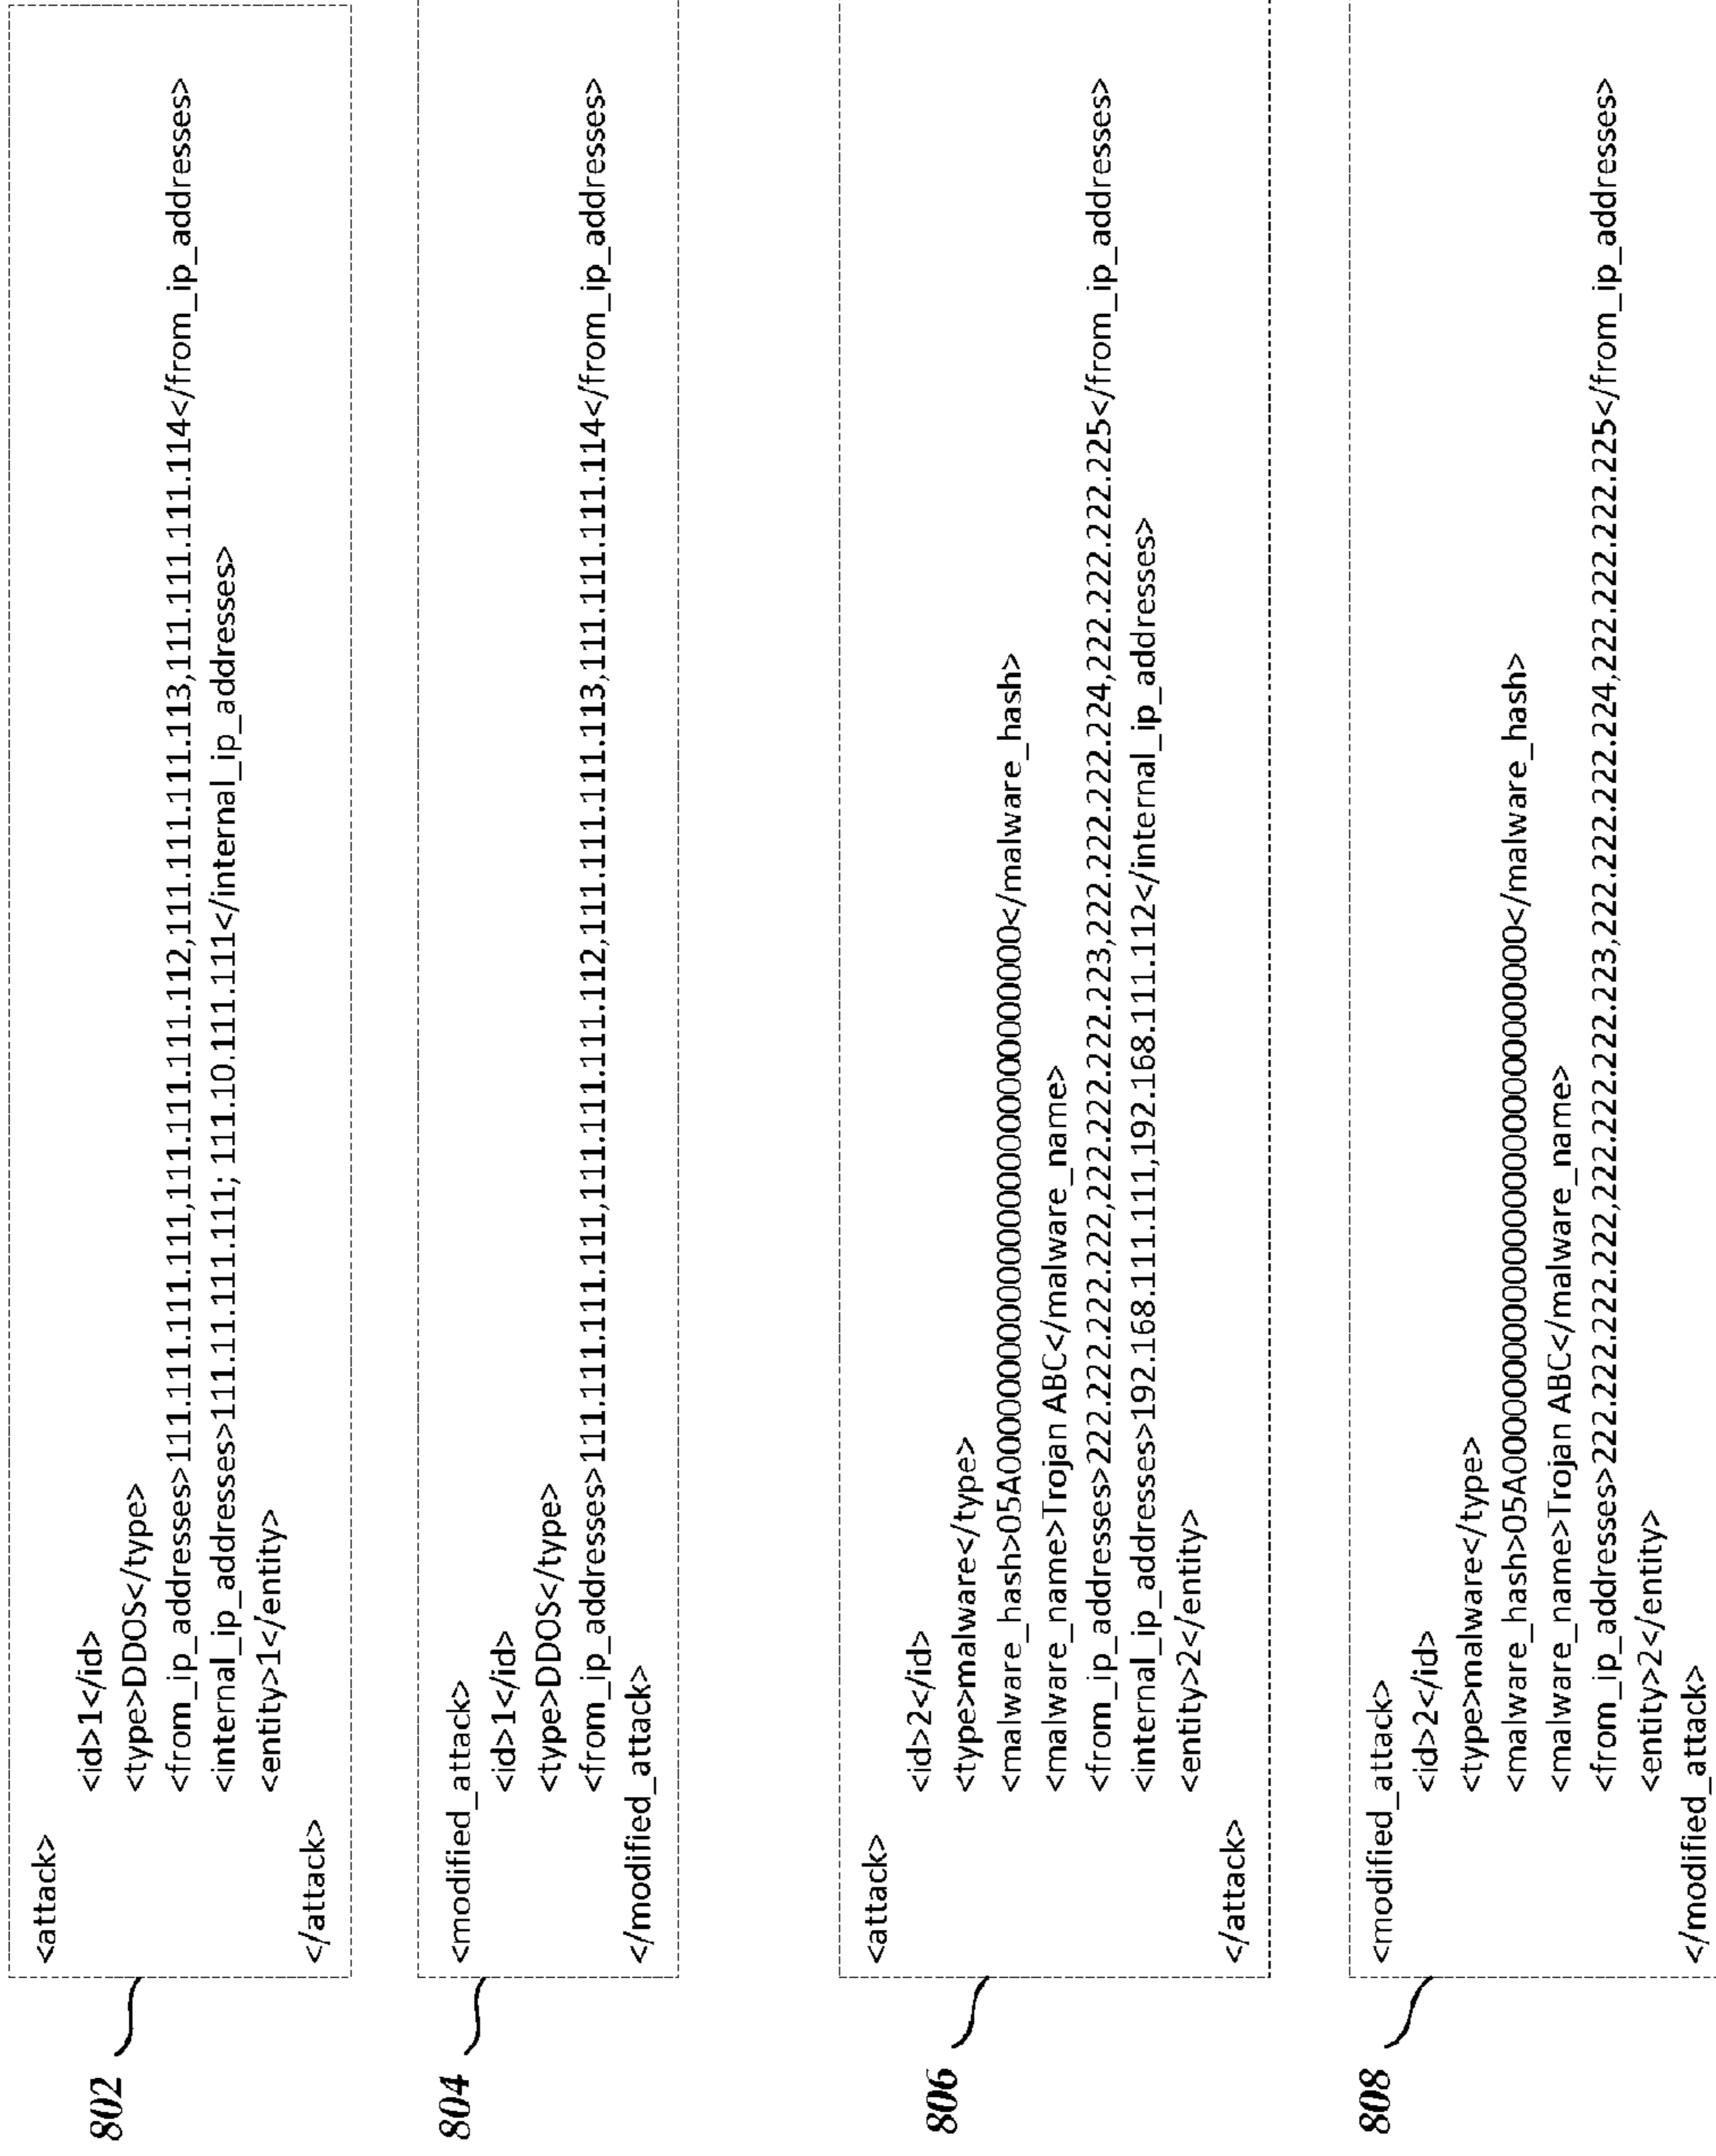 802
<attack>
<id>1</id>
<type>DDOS</type>
<from_ip_addresses>111.111.111.111,111.111.111.112,111.111.111.113,111.111.111.114</from_ip_addresses>
<internal_ip_addresses>111.11.111.111; 111.10.111.111</internal_ip_addresses>
<entity>1</entity>
</attack>
804
<modified_attack>
<id>1</id>
<type>DDOS</type>
<from_ip_addresses>111.111.111.111,111.111.111.112,111.111.111.113,111.111.111.114</from_ip_addresses>
</modified_attack>
806
<attack>
<id>2</id>
<type>malware</type>
<malware_hash>05A00000000000000000000000000000</malware_hash>
<malware_name>Trojan ABC</malware_name>
<from_ip_addresses>222.222.222.222,222.222.222.223,222.222.222.224,222.222.222.225</from_ip_addresses>
<internal_ip_addresses>192.168.111.111,192.168.111.112</internal_ip_addresses>
<entity>2</entity>
</attack>
808
<modified_attack>
<id>2</id>
<type>malware</type>
<malware_hash>05A00000000000000000000000000000</malware_hash>
<malware_name>Trojan ABC</malware_name>
<from_ip_addresses>222.222.222.222,222.222.222.223,222.222.222.224,222.222.222.225</from_ip_addresses>
<entity>2</entity>
</modified_attack>